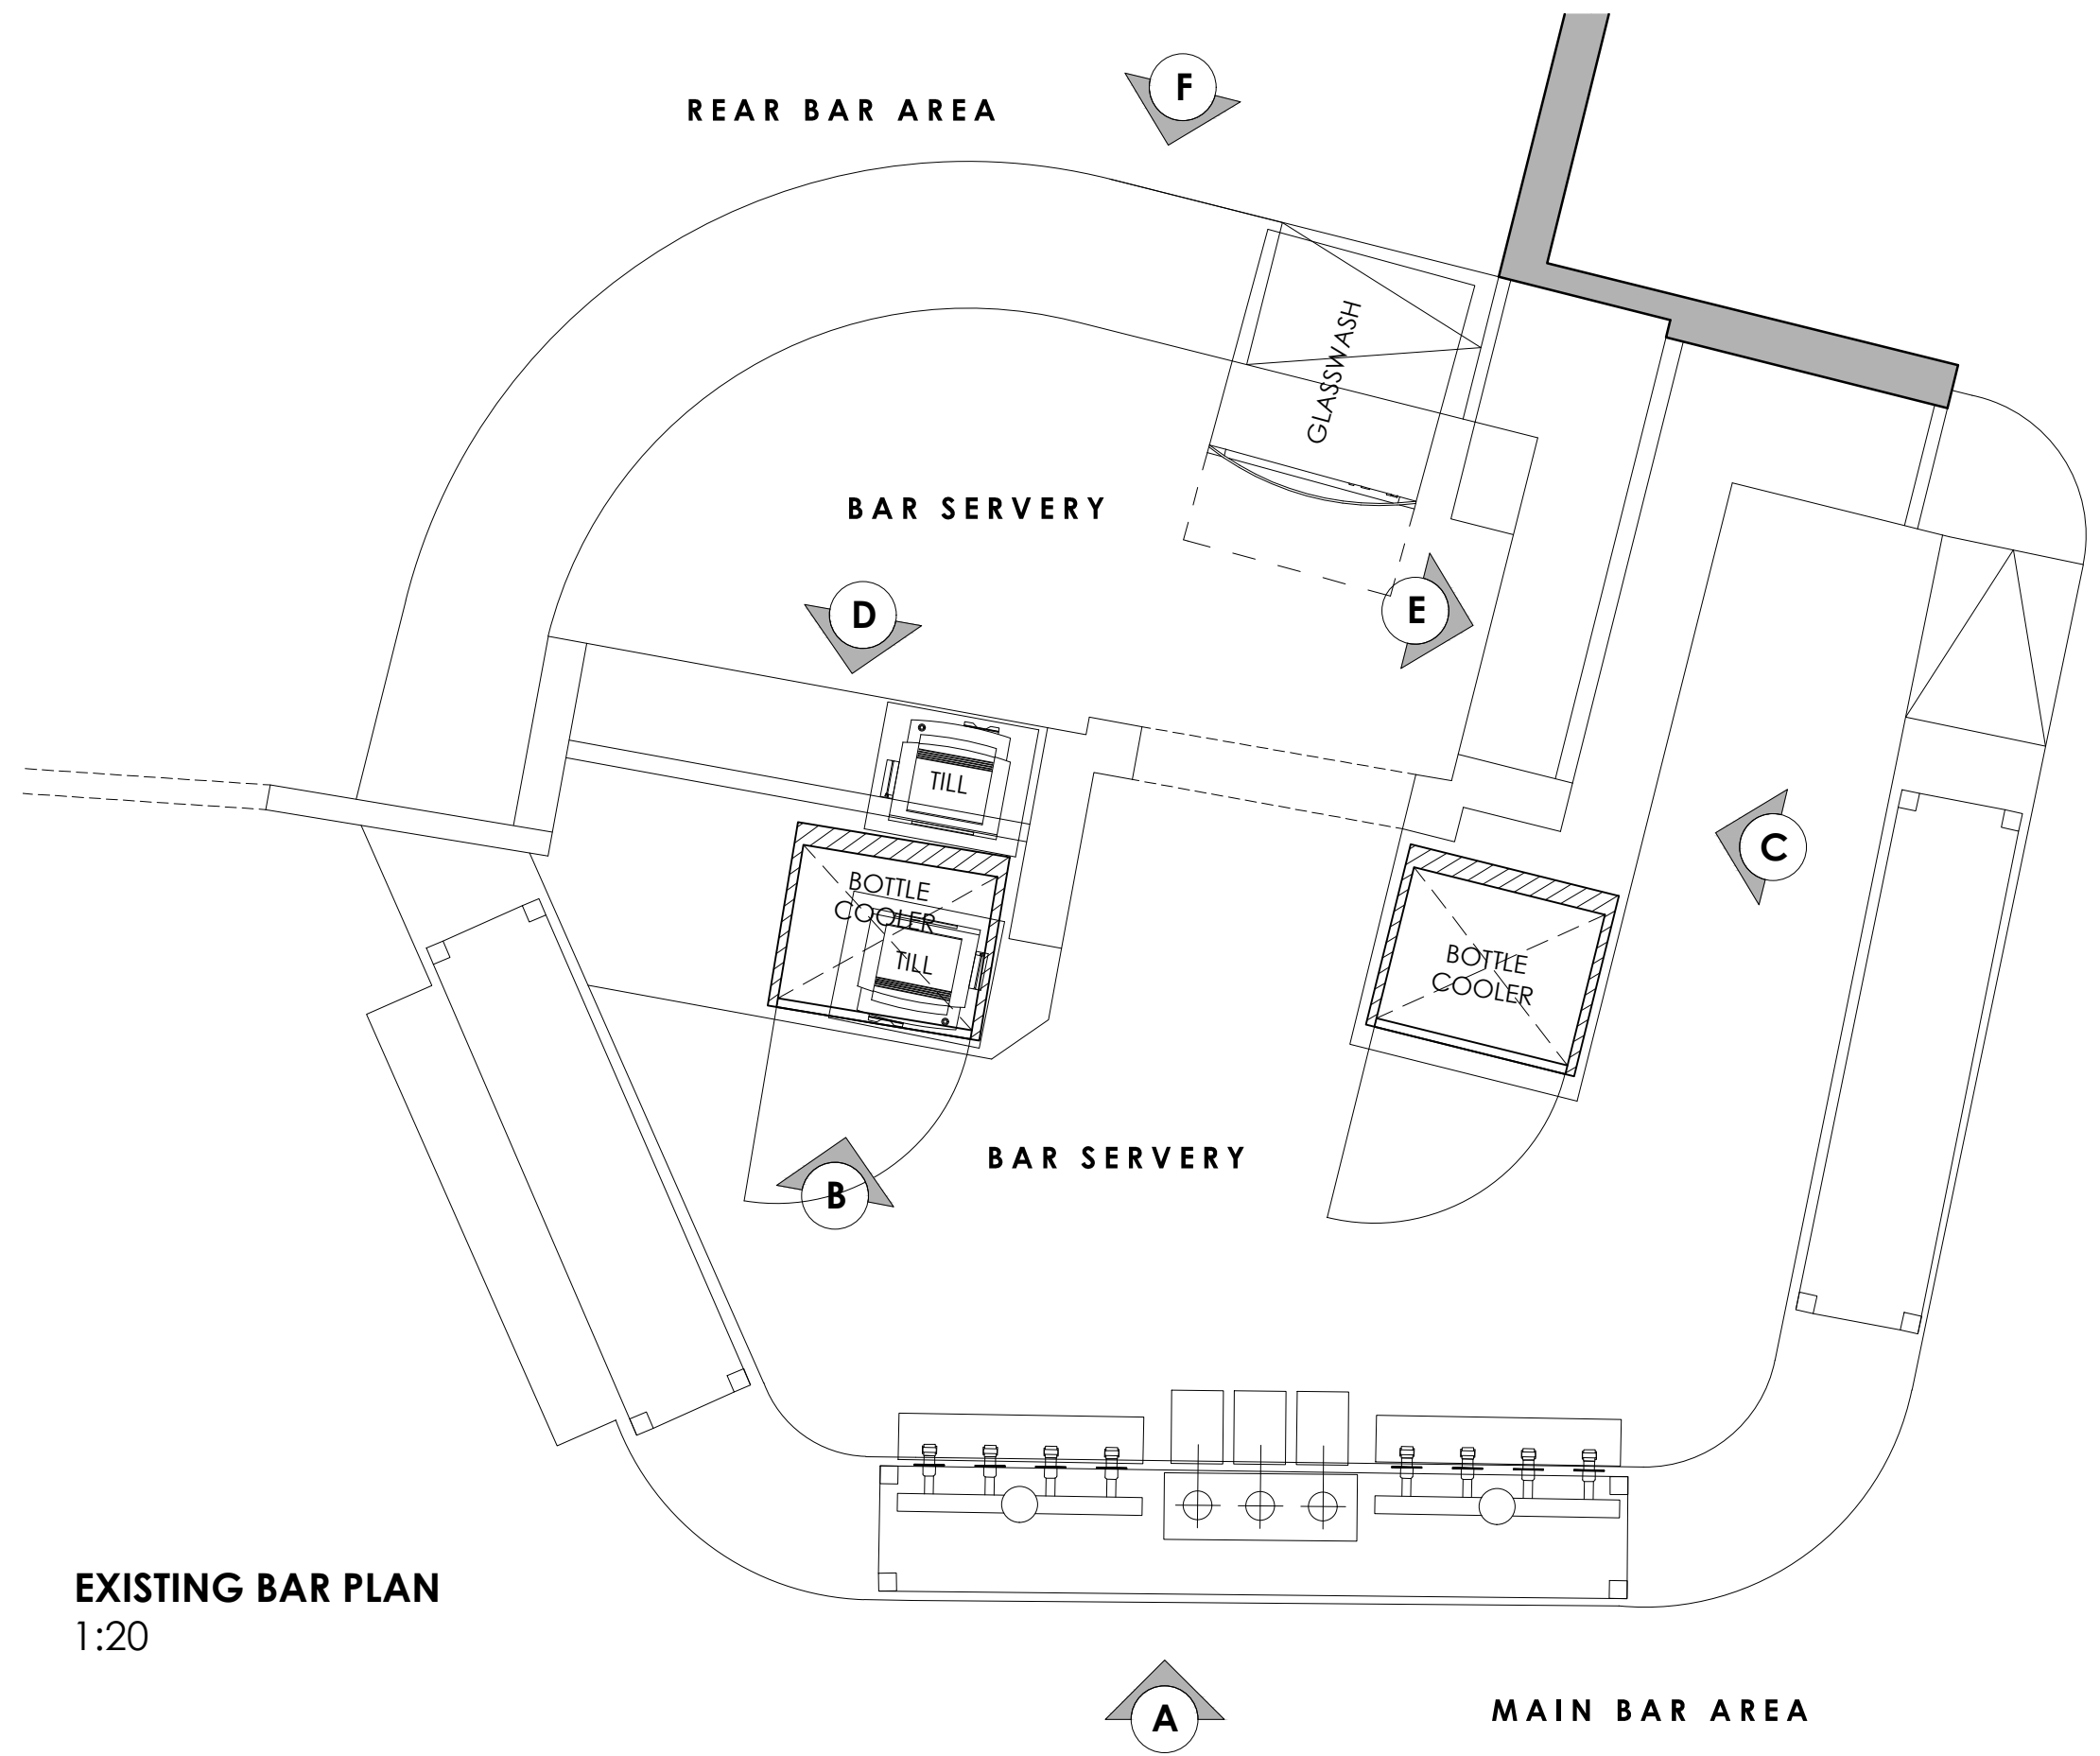 F
REAR BAR AREA
GLASSWASH
BAR SERVERY
D
E
TILL
C
BOTTLE
COOLER
TILL
BOTTLE
COOLER
BAR SERVERY
B
EXISTING BAR PLAN
1:20
A
MAIN BAR AREA